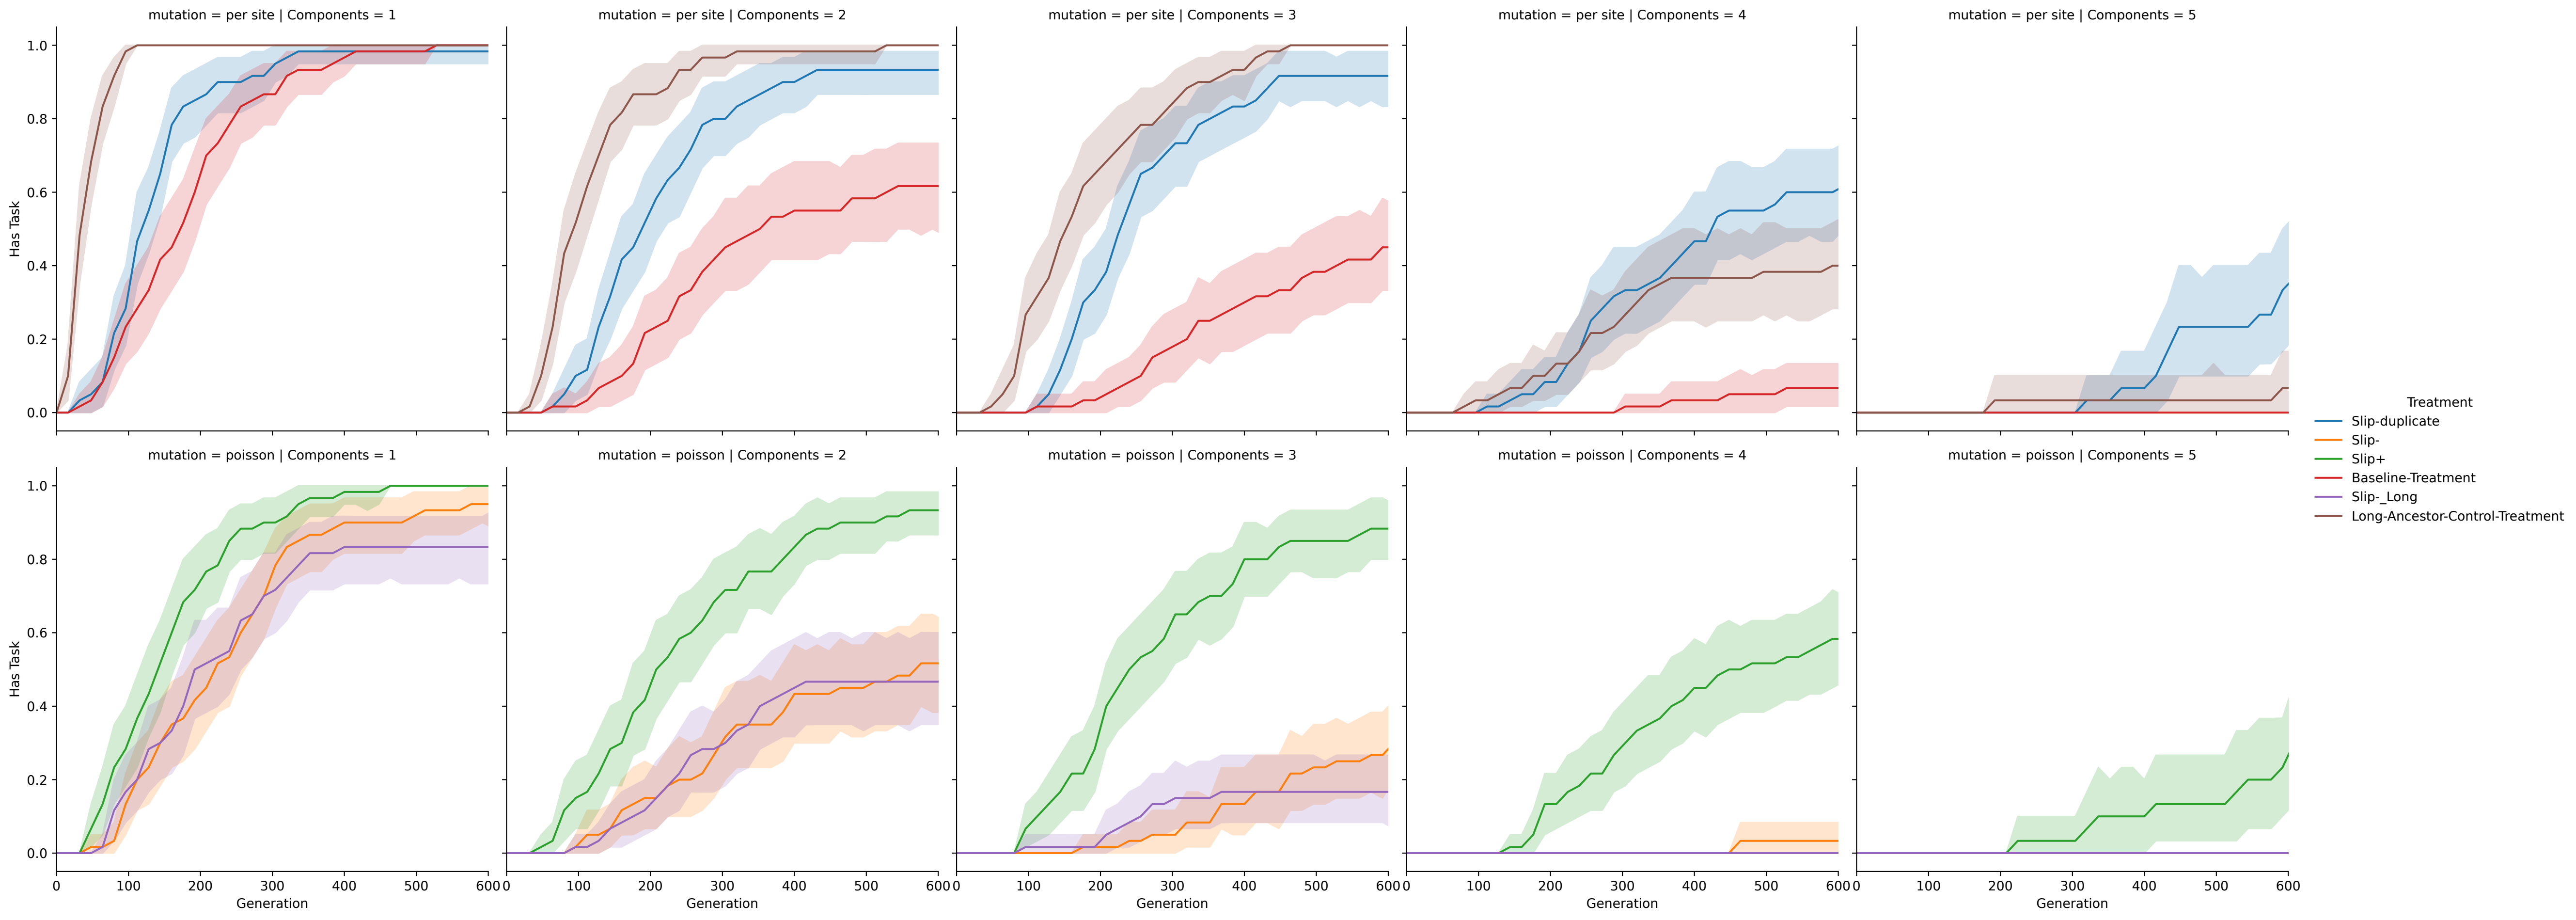 mutation = per site | Components = 1
mutation = per site | Components = 2
mutation = per site | Components = 3
mutation = per site | Components = 4
mutation = per site | Components = 5
1.0
0.8
0.6
0.4
0.2
0.0
Has Task
mutation = poisson | Components = 1
mutation = poisson | Components = 2
mutation = poisson | Components = 3
mutation = poisson | Components = 4
mutation = poisson | Components = 5
1.0
0.8
0.6
0.4
0.2
0.0
Has Task
0 100 200 300 400 500 600
0 100 200 300 400 500 600
0 100 200 300 400 500 600
0 100 200 300 400 500 600
0 100 200 300 400 500 600
Generation
Generation
Generation
Generation
Generation
Treatment
Slip-duplicate
Slip-
Slip+
Baseline-Treatment
Slip-_Long
Long-Ancestor-Control-Treatment